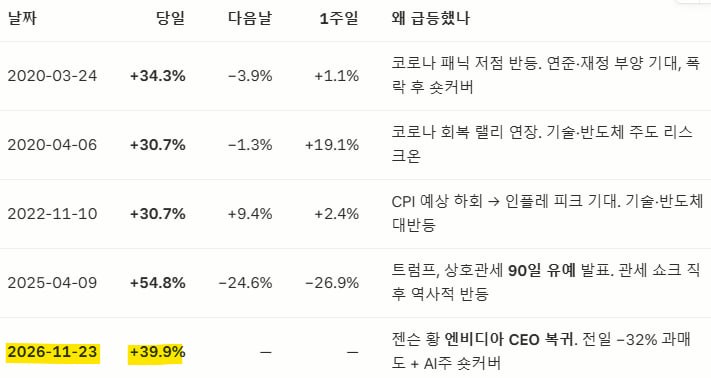 날짜 당일 다음날 1주일 왜 급등했나
코로나 패닉 저점 반등. 연준·재정 부양 기대, 폭
2020-03-24 +34.3% −3.9% +1.1%
락 후 숏커버
코로나 회복 랠리 연장. 기술·반도체 주도 리스
2020-04-06 +30.7% −1.3% +19.1%
크온
CPI 예상 하회 → 인플레 피크 기대. 기술·반도체
2022-11-10 +30.7% +9.4% +2.4%
대반등
트럼프, 상호관세 90일 유예 발표. 관세 쇼크 직
2025-04-09 +54.8% −24.6% −26.9%
후 역사적 반등
젠슨 황 엔비디아 CEO 복귀. 전일 −32% 과매
2026-11-23 +39.9% — —
도 + AI주 숏커버